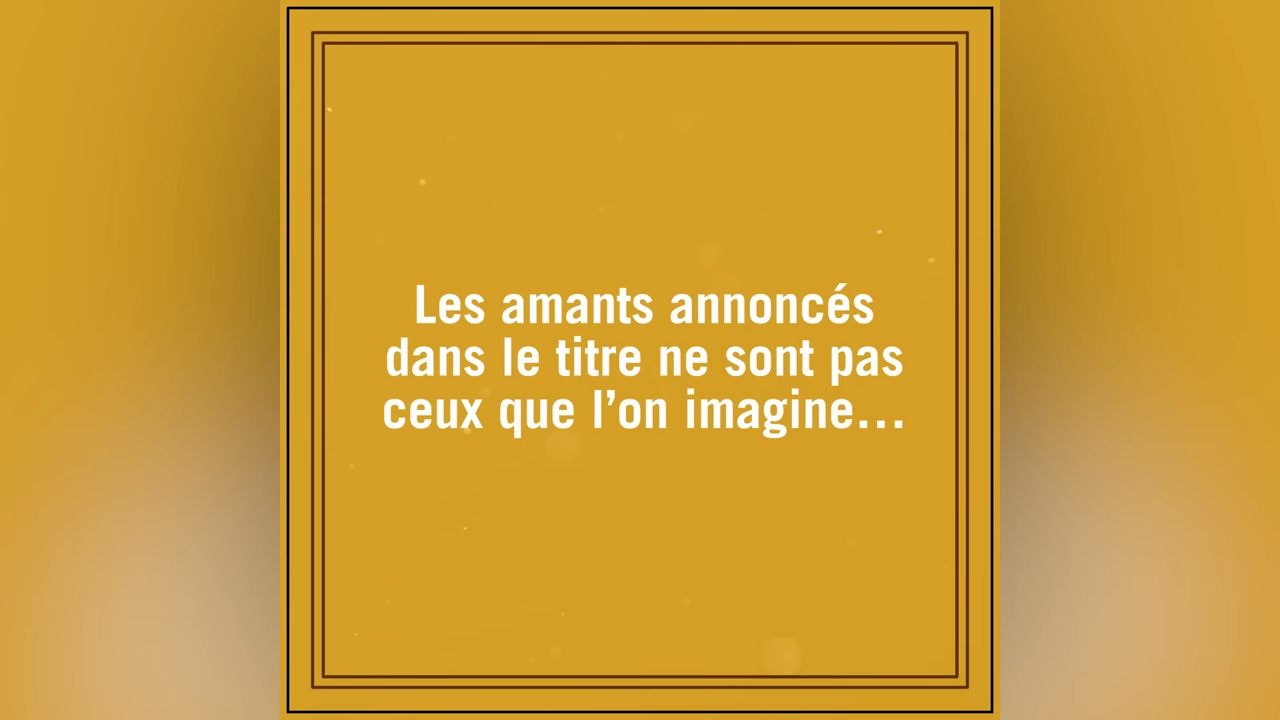 Les amants annoncés
dans le titre ne sont pas
ceux que l’on imagine…